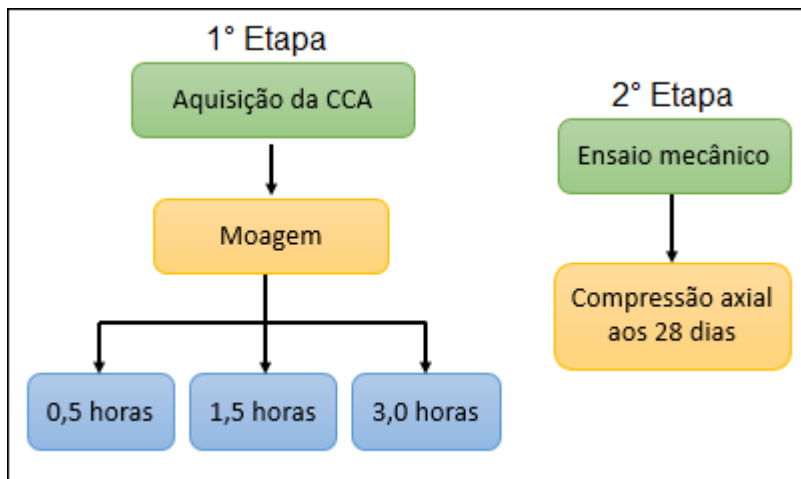 1° Etapa
Aquisição da CCA
Moagem
0,5 horas
1,5 horas
3,0 horas
2° Etapa
Ensaio mecânico
Compressão axial
aos 28 dias